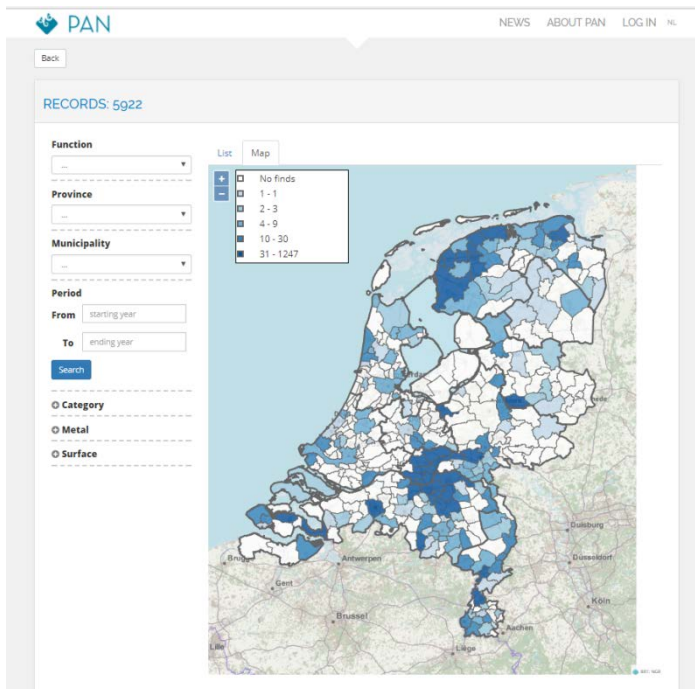 PAN
NEWS ABOUT PAN LOG IN NL
Back
RECORDS: 5922
Function
...
Province
...
Municipality
...
Period
From starting year
To ending year
Search
Category
Metal
Surface
List Map
+
−
No finds
1 - 1
2 - 3
4 - 9
10 - 30
31 - 1247
Duisburg
Düsseldorf
Antwerpen
Gent
Köln
Brussel
Aachen
Lille
Liège